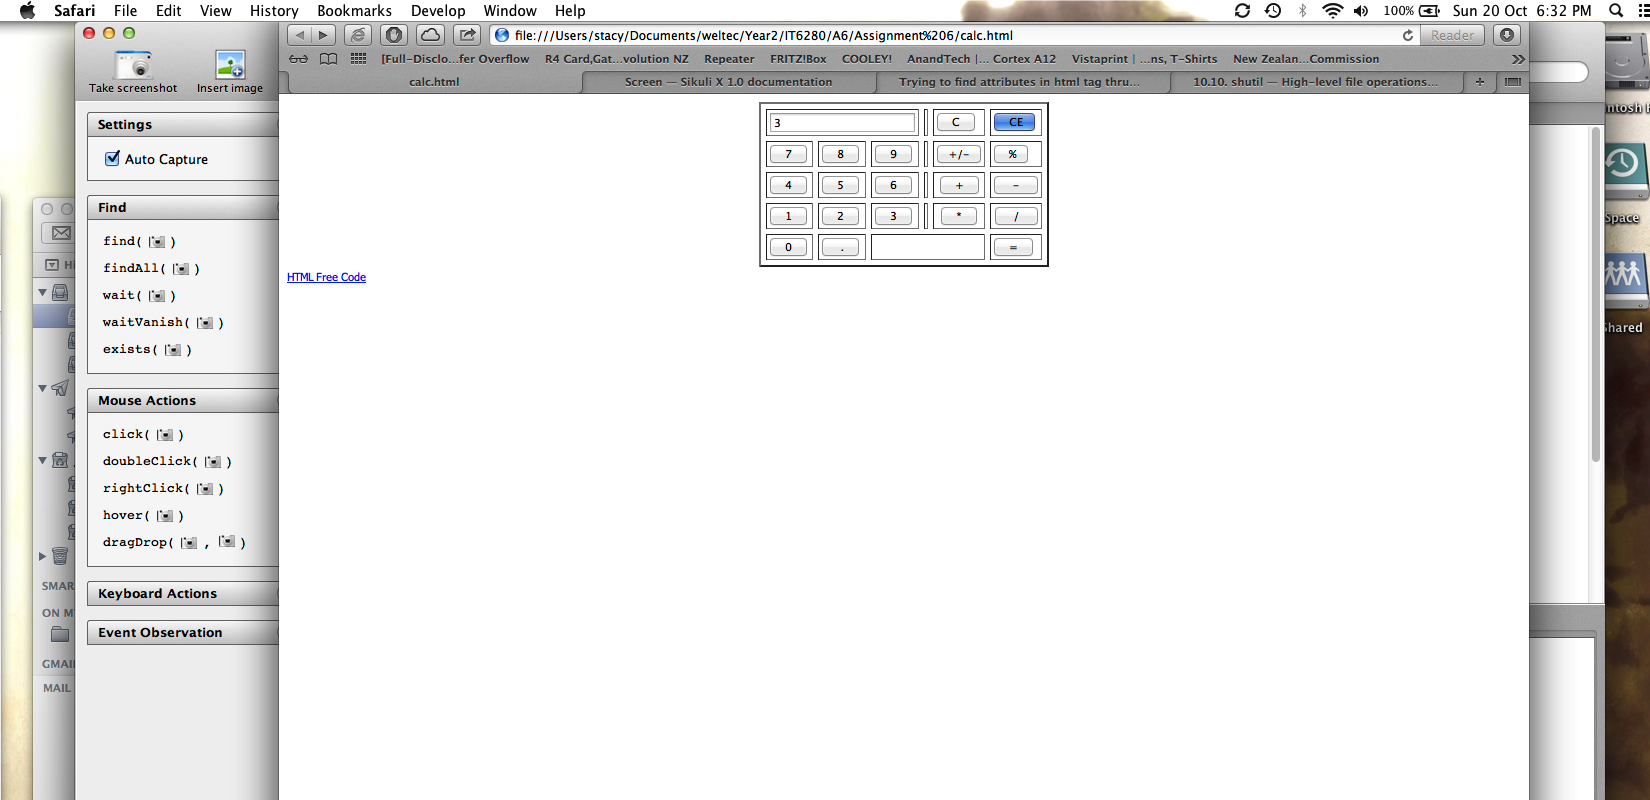 Safari File Edit View History Bookmarks Develop Window Help 100% Sun 20 Oct 6:32 PM
file:///Users/stacy/Documents/weltec/Year2/IT6280/A6/Assignment%206/calc.html Reader
[Full-Disclo...fer Overflow R4 Card,Gat...volution NZ Repeater FRITZ!Box COOLEY! AnandTech |... Cortex A12 Vistaprint | ...ns, T-Shirts New Zealan...Commission
calc.html Screen — Sikuli X 1.0 documentation Trying to find attributes in html tag thru... 10.10. shutil — High-level file operations...
Take screenshot Insert image
Settings
Auto Capture
Find
find( )
findAll( )
wait( )
waitVanish( )
exists( )
Mouse Actions
click( )
doubleClick( )
rightClick( )
hover( )
dragDrop( , )
Keyboard Actions
Event Observation
SMAR
ON M
GMAI
MAIL
3 C CE
7 8 9 +/- %
4 5 6 + -
1 2 3 * /
0 . =
HTML Free Code
Space
Shared